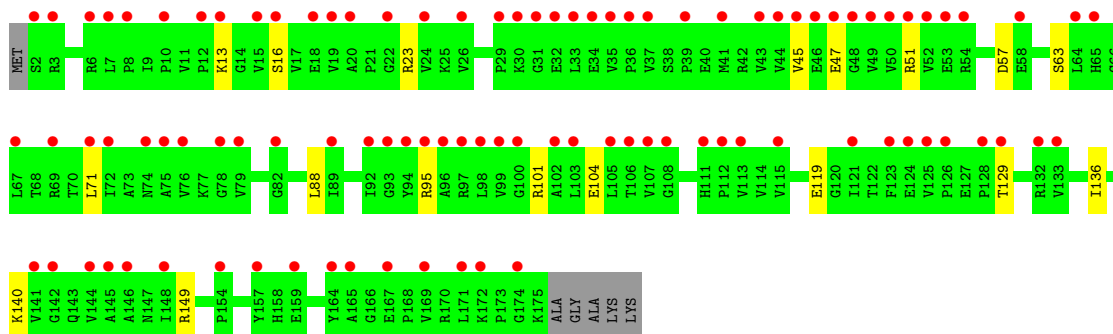 MET S2 R3 R6 L7 P8 I9 P10 V11 P12 K13 G14 V15 S16 V17 E18 V19 A20 P21 G22 R23 V24 K25 V26 P29 K30 G31 E32 L33 E34 V35 P36 V37 S38 P39 E40 M41 R42 V43 V44 V45 E46 E47 G48 V49 V50 R51 V52 E53 R54 D57 E58 S63 L64 H65
L67 T68 R69 T70 L71 I72 A73 N74 A75 V76 K77 G78 V79 G82 L88 I89 I92 G93 Y94 R95 A96 R97 L98 V99 G100 R101 A102 L103 E104 L105 T106 V107 G108 H111 P112 V113 V114 V115 E119 G120 I121 T122 F123 E124 V125 P126 E127 P128 T129 R132 V133 I136
K140 V141 G142 Q143 V144 A145 A146 N147 I148 R149 P154 Y157 H158 E159 V164 A165 G166 E167 P168 V169 R170 L171 K172 P173 G174 K175 ALA GLY ALA LYS LYS